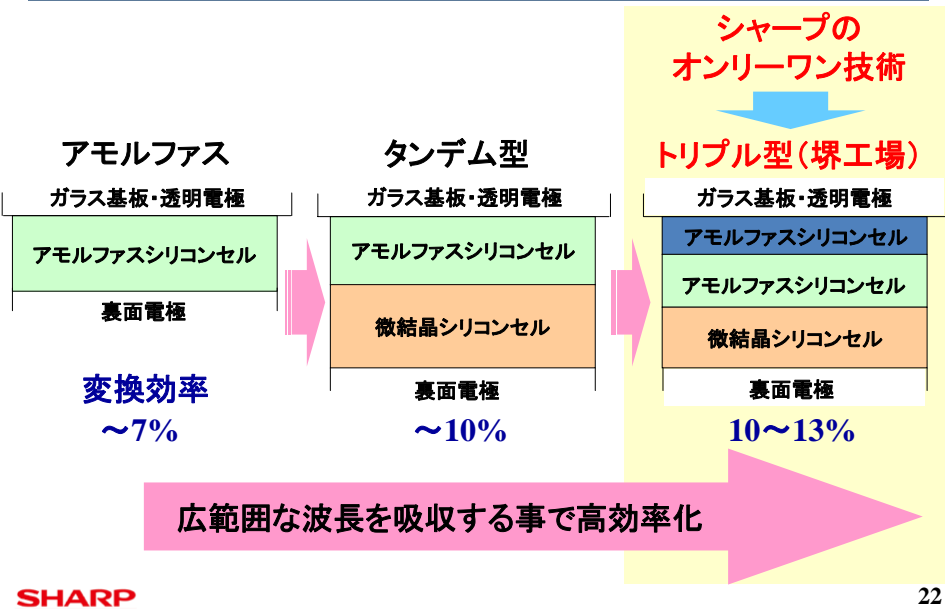 シャープの
オンリーワン技術
アモルファス
ガラス基板・透明電極
アモルファスシリコンセル
裏面電極
変換効率
～7%
タンデム型
ガラス基板・透明電極
アモルファスシリコンセル
微結晶シリコンセル
裏面電極
～10%
トリプル型（堺工場）
ガラス基板・透明電極
アモルファスシリコンセル
アモルファスシリコンセル
微結晶シリコンセル
裏面電極
10～13%
広範囲な波長を吸収する事で高効率化
SHARP
22